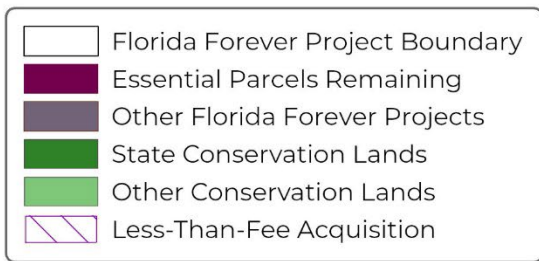 Florida Forever Project Boundary
Essential Parcels Remaining
Other Florida Forever Projects
State Conservation Lands
Other Conservation Lands
Less-Than-Fee Acquisition